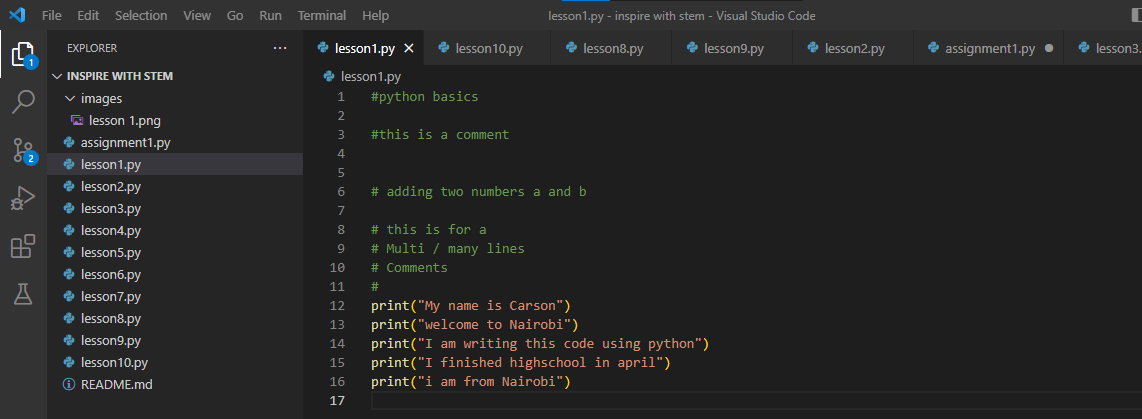 File Edit Selection View Go Run Terminal Help lesson1.py - inspire with stem - Visual Studio Code
EXPLORER ···
1
INSPIRE WITH STEM
images
lesson 1.png
assignment1.py
lesson1.py
2
lesson2.py
lesson3.py
lesson4.py
lesson5.py
lesson6.py
lesson7.py
lesson8.py
lesson9.py
lesson10.py
README.md
lesson1.py lesson10.py lesson8.py lesson9.py lesson2.py assignment1.py lesson3.
lesson1.py
1 #python basics
2
3 #this is a comment
4
5
6 # adding two numbers a and b
7
8 # this is for a
9 # Multi / many lines
10 # Comments
11 #
12 print("My name is Carson")
13 print("welcome to Nairobi")
14 print("I am writing this code using python")
15 print("I finished highschool in april")
16 print("i am from Nairobi")
17